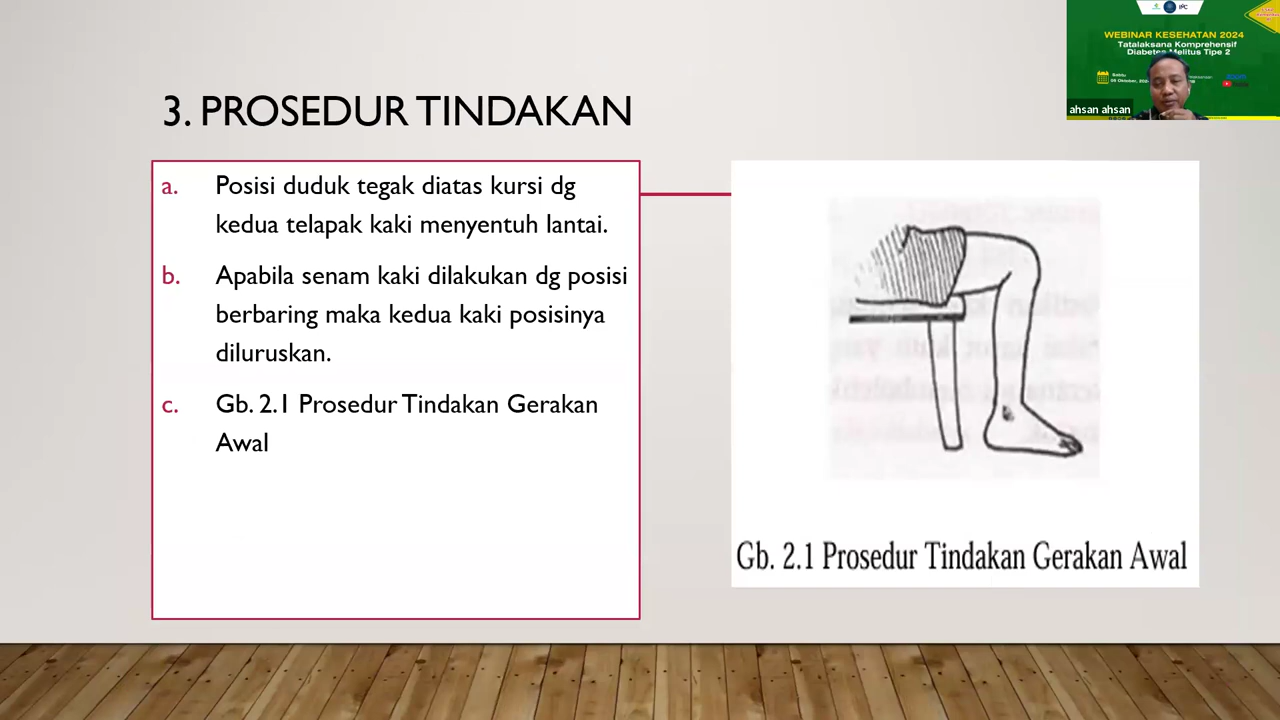 3. PROSEDUR TINDAKAN
a. Posisi duduk tegak diatas kursi dg
kedua telapak kaki menyentuh lantai.
b. Apabila senam kaki dilakukan dg posisi
berbaring maka kedua kaki posisinya
diluruskan.
c. Gb. 2.1 Prosedur Tindakan Gerakan
Awal
Gb. 2.1 Prosedur Tindakan Gerakan Awal
IPC
WEBINAR KESEHATAN 2024
Tatalaksana Komprehensif
Diabetes Melitus Tipe 2
Sabtu
ahsan ahsan